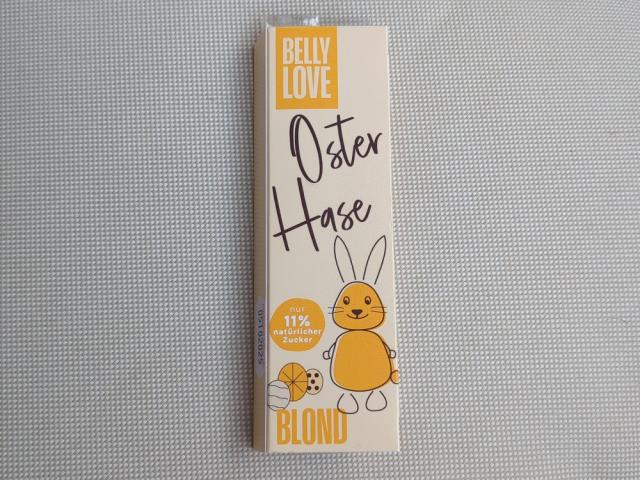 BELLY
LOVE
Oster
Hase
nur
11%
natürlicher
Zucker
BLOND